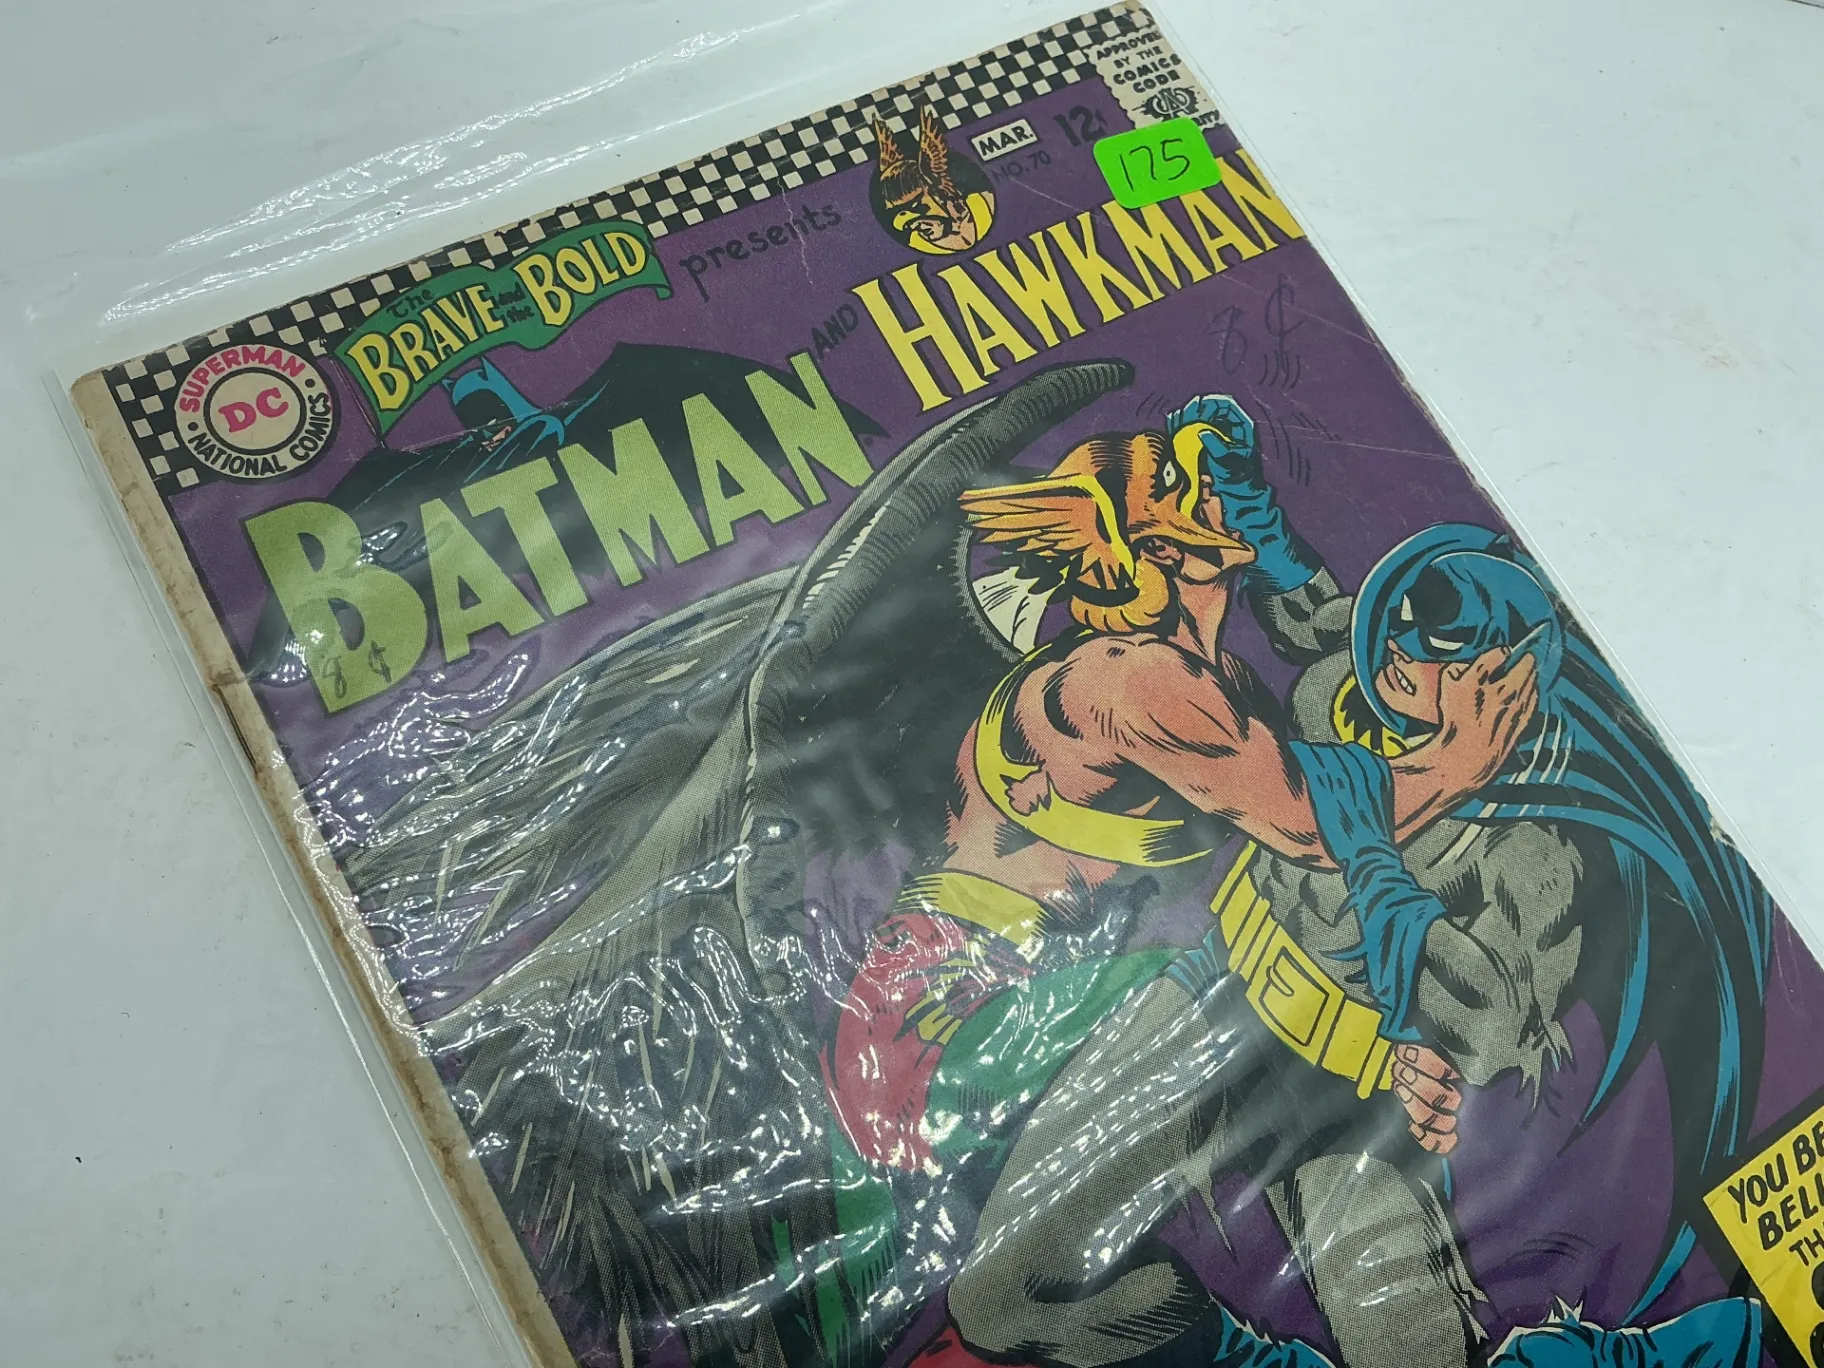 APPROVED
BY THE
COMICS
CODE
MAR.
NO. 70
12¢
175
The
BRAVE and the BOLD
presents
SUPERMAN
DC
NATIONAL COMICS
BATMAN
AND
HAWKMAN
8¢
8¢
YOU BE
BELI
TH